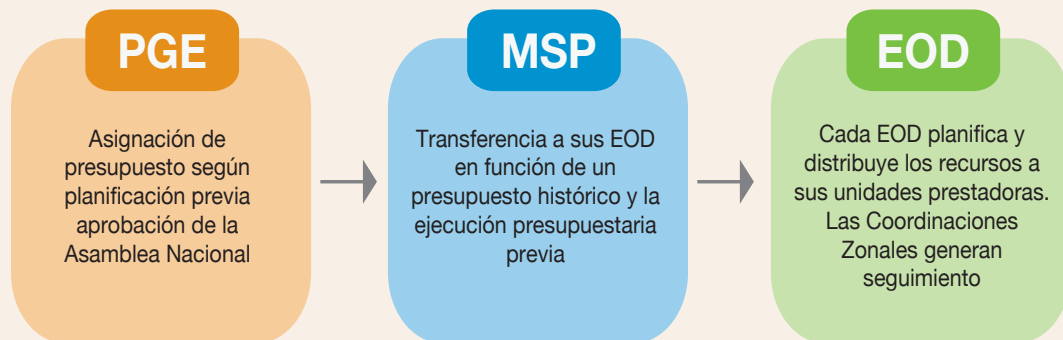 PGE
Asignación de
presupuesto según
planificación previa
aprobación de la
Asamblea Nacional
MSP
Transferencia a sus EOD
en función de un
presupuesto histórico y la
ejecución presupuestaria
previa
EOD
Cada EOD planifica y
distribuye los recursos a
sus unidades prestadoras.
Las Coordinaciones
Zonales generan
seguimiento